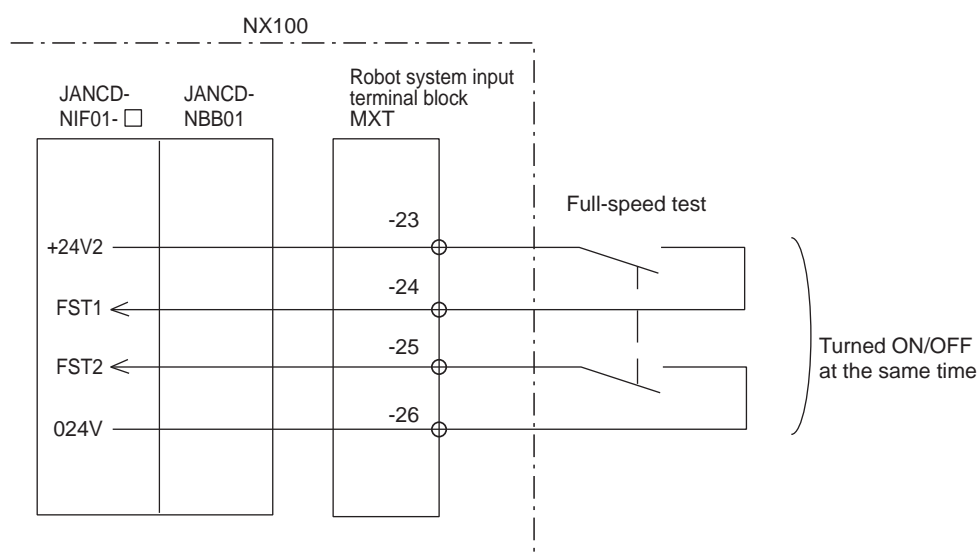 NX100
JANCD-
NIF01- □
JANCD-
NBB01
Robot system input
terminal block
MXT
Full-speed test
-23
+24V2
-24
FST1
-25
FST2
-26
024V
Turned ON/OFF
at the same time